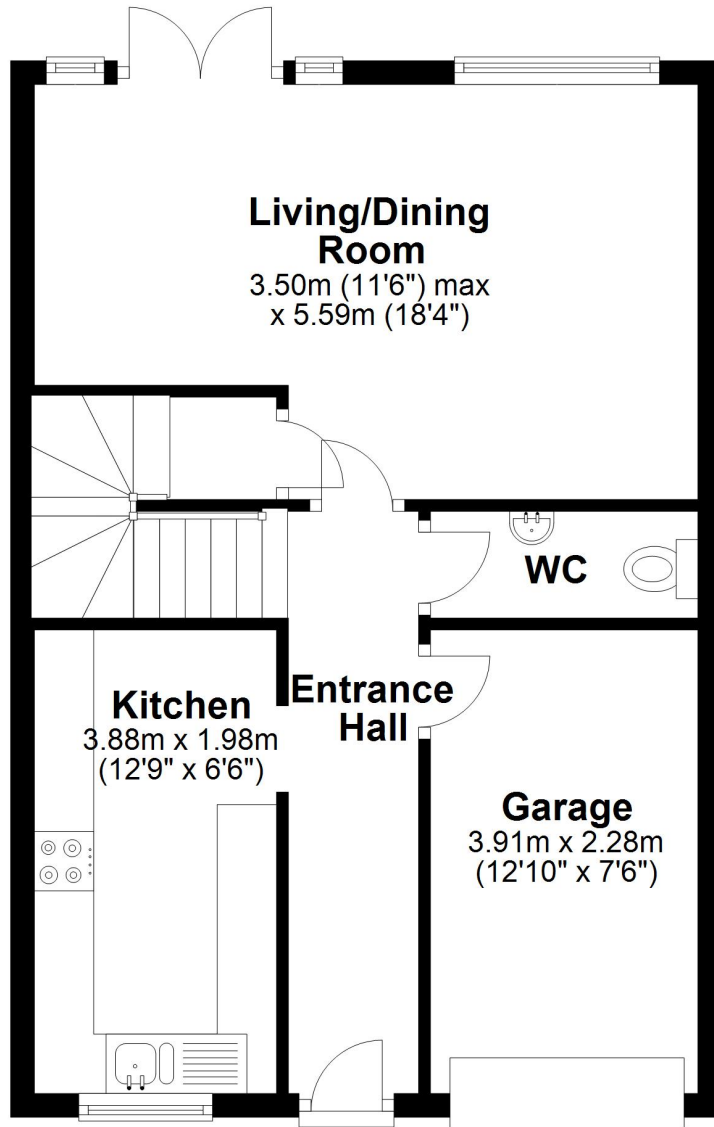 Living/Dining
Room
3.50m (11'6") max
x 5.59m (18'4")
WC
Kitchen
3.88m x 1.98m
(12'9" x 6'6")
Entrance
Hall
Garage
3.91m x 2.28m
(12'10" x 7'6")